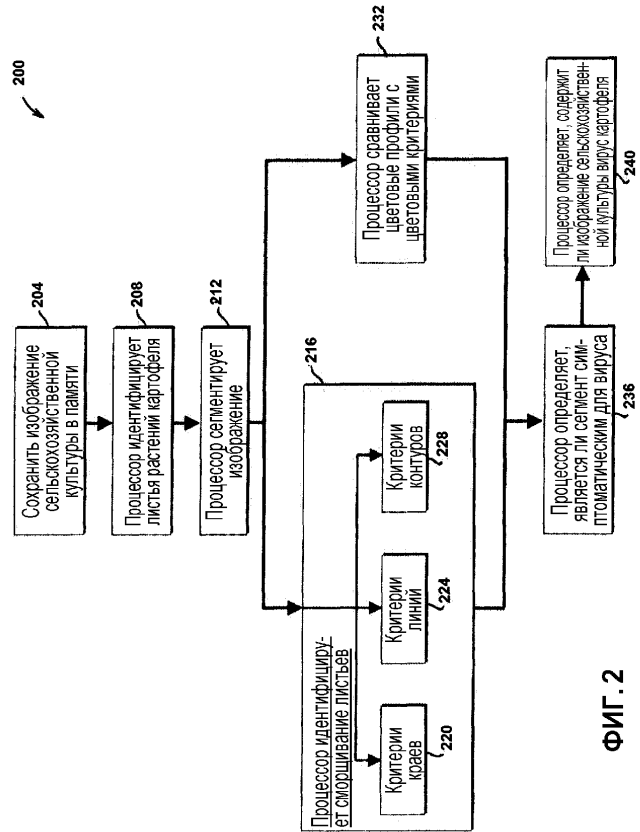 200
204
Сохранить изображение
сельскохозяйственной
культуры в памяти
208
Процессор идентифицирует
листья растений картофеля
212
Процессор сегментирует
изображение
216
Процессор идентифициру-
ет сморщивание листьев
Критерии
краев
220
Критерии
линий
224
Критерии
контуров
228
232
Процессор сравнивает
цветовые профили с
цветовыми критериями
Процессор определяет,
является ли сегмент сим-
птоматическим для вируса
236
Процессор определяет, содержит
ли изображение сельскохозяйствен-
ной культуры вирус картофеля
240
ФИГ. 2